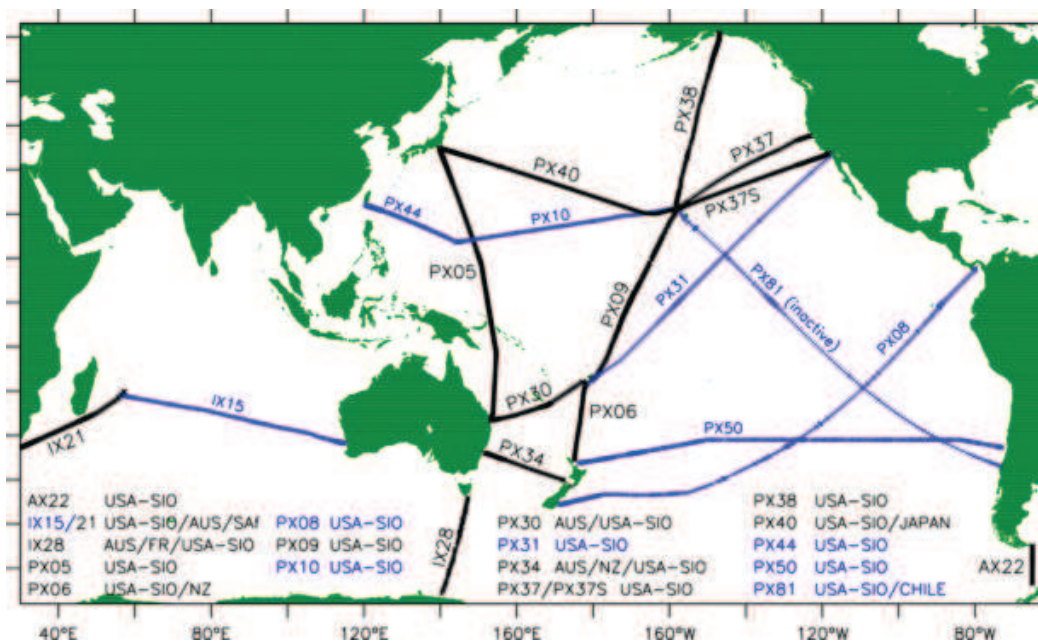 PX38
PX37
PX40
PX37S
PX44
PX10
PX05
PX09
PX31
PX81 (inactive)
PX08
PX30
PX06
IX15
IX21
PX50
PX34
IX28
AX22
AX22 USA-SIO
IX15/21 USA-SIO/AUS/SAf
IX28 AUS/FR/USA-SIO
PX05 USA-SIO
PX06 USA-SIO/NZ
PX08 USA-SIO
PX09 USA-SIO
PX10 USA-SIO
PX30 AUS/USA-SIO
PX31 USA-SIO
PX34 AUS/NZ/USA-SIO
PX37/PX37S USA-SIO
PX38 USA-SIO
PX40 USA-SIO/JAPAN
PX44 USA-SIO
PX50 USA-SIO
PX81 USA-SIO/CHILE
40°E 80°E 120°E 160°E 160°W 120°W 80°W